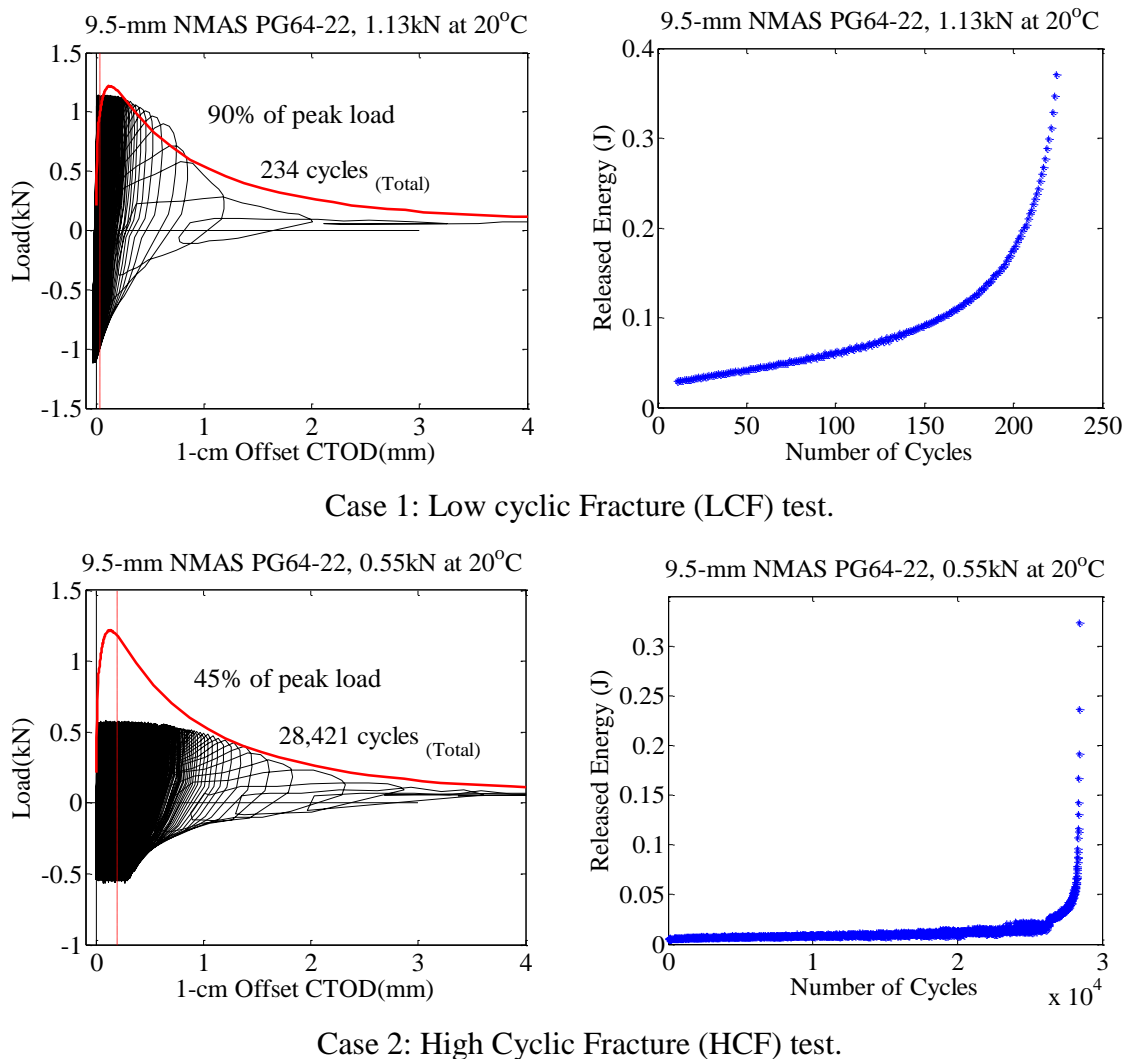 9.5-mm NMAS PG64-22, 1.13kN at 20°C
1.5
1
0.5
0
-0.5
-1
-1.5
Load(kN)
90% of peak load
234 cycles (Total)
0 1 2 3 4
1-cm Offset CTOD(mm)
9.5-mm NMAS PG64-22, 1.13kN at 20°C
0.4
0.3
0.2
0.1
0
Released Energy (J)
0 50 100 150 200 250
Number of Cycles
Case 1: Low cyclic Fracture (LCF) test.
9.5-mm NMAS PG64-22, 0.55kN at 20°C
1.5
1
0.5
0
-0.5
-1
Load(kN)
45% of peak load
28,421 cycles (Total)
0 1 2 3 4
1-cm Offset CTOD(mm)
9.5-mm NMAS PG64-22, 0.55kN at 20°C
0.3
0.25
0.2
0.15
0.1
0.05
0
Released Energy (J)
0 1 2 3
Number of Cycles
x 10⁴
Case 2: High Cyclic Fracture (HCF) test.